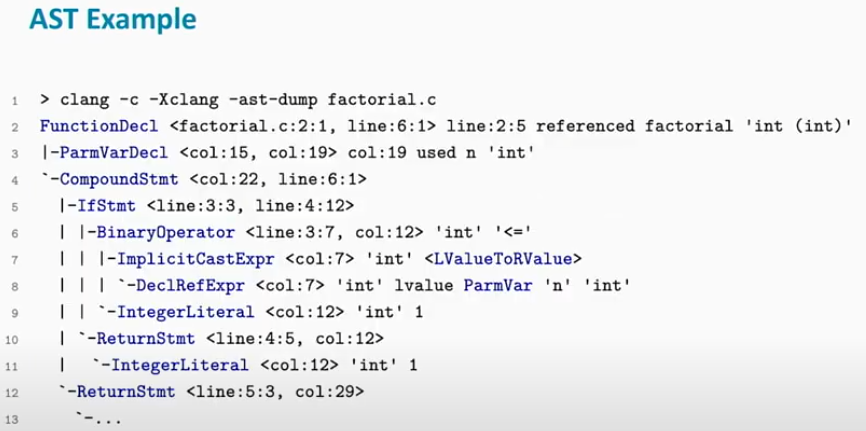 AST Example
1 > clang -c -Xclang -ast-dump factorial.c
2 FunctionDecl <factorial.c:2:1, line:6:1> line:2:5 referenced factorial 'int (int)'
3 |-ParmVarDecl <col:15, col:19> col:19 used n 'int'
4 `-CompoundStmt <col:22, line:6:1>
5   |-IfStmt <line:3:3, line:4:12>
6   | |-BinaryOperator <line:3:7, col:12> 'int' '<='
7   | | |-ImplicitCastExpr <col:7> 'int' <LValueToRValue>
8   | | | `-DeclRefExpr <col:7> 'int' lvalue ParmVar 'n' 'int'
9   | | `-IntegerLiteral <col:12> 'int' 1
10   | `-ReturnStmt <line:4:5, col:12>
11   |   `-IntegerLiteral <col:12> 'int' 1
12   `-ReturnStmt <line:5:3, col:29>
13     `-...